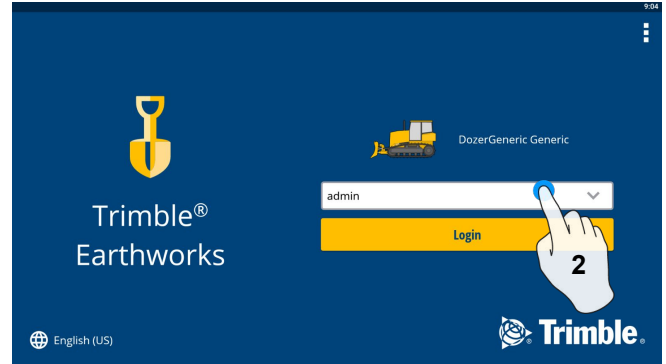 9:04
DozerGeneric Generic
admin
Login
2
Trimble®
Earthworks
English (US)
Trimble®